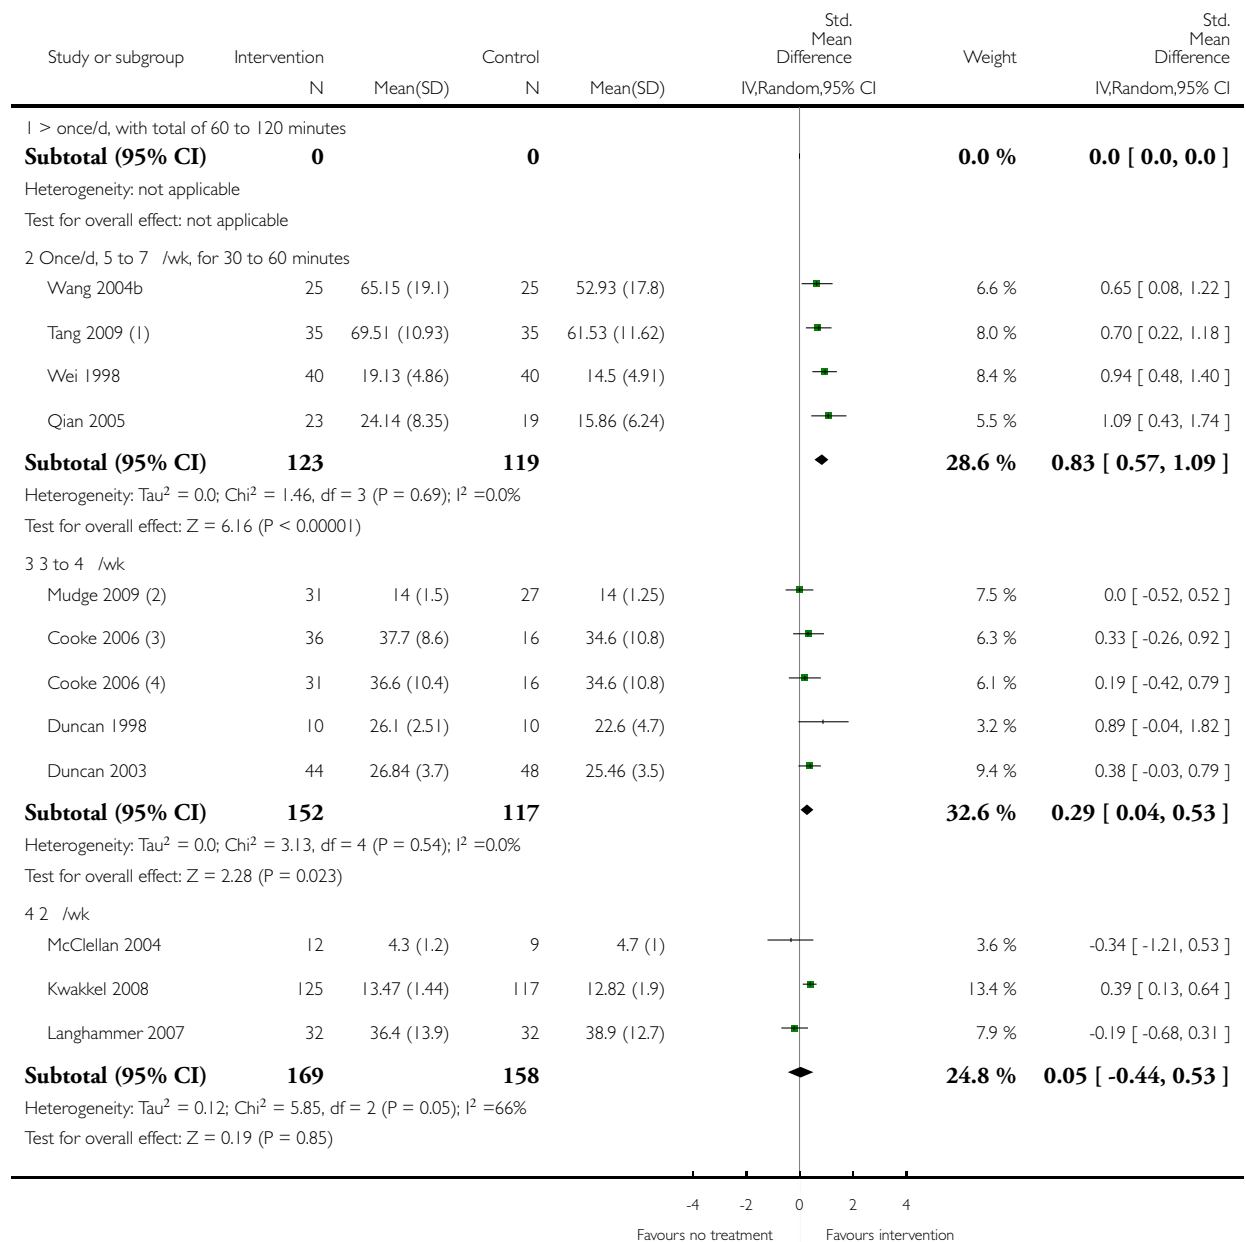 Std.
Mean
Difference
Std.
Mean
Difference
Study or subgroup Intervention Control Weight
N Mean(SD) N Mean(SD) IV,Random,95% CI IV,Random,95% CI
1 > once/d, with total of 60 to 120 minutes
Subtotal (95% CI) 0 0 0.0 % 0.0 [ 0.0, 0.0 ]
Heterogeneity: not applicable
Test for overall effect: not applicable
2 Once/d, 5 to 7 /wk, for 30 to 60 minutes
Wang 2004b 25 65.15 (19.1) 25 52.93 (17.8) 6.6 % 0.65 [ 0.08, 1.22 ]
Tang 2009 (1) 35 69.51 (10.93) 35 61.53 (11.62) 8.0 % 0.70 [ 0.22, 1.18 ]
Wei 1998 40 19.13 (4.86) 40 14.5 (4.91) 8.4 % 0.94 [ 0.48, 1.40 ]
Qian 2005 23 24.14 (8.35) 19 15.86 (6.24) 5.5 % 1.09 [ 0.43, 1.74 ]
Subtotal (95% CI) 123 119 28.6 % 0.83 [ 0.57, 1.09 ]
Heterogeneity: Tau² = 0.0; Chi² = 1.46, df = 3 (P = 0.69); I² =0.0%
Test for overall effect: Z = 6.16 (P < 0.00001)
3 3 to 4 /wk
Mudge 2009 (2) 31 14 (1.5) 27 14 (1.25) 7.5 % 0.0 [ -0.52, 0.52 ]
Cooke 2006 (3) 36 37.7 (8.6) 16 34.6 (10.8) 6.3 % 0.33 [ -0.26, 0.92 ]
Cooke 2006 (4) 31 36.6 (10.4) 16 34.6 (10.8) 6.1 % 0.19 [ -0.42, 0.79 ]
Duncan 1998 10 26.1 (2.51) 10 22.6 (4.7) 3.2 % 0.89 [ -0.04, 1.82 ]
Duncan 2003 44 26.84 (3.7) 48 25.46 (3.5) 9.4 % 0.38 [ -0.03, 0.79 ]
Subtotal (95% CI) 152 117 32.6 % 0.29 [ 0.04, 0.53 ]
Heterogeneity: Tau² = 0.0; Chi² = 3.13, df = 4 (P = 0.54); I² =0.0%
Test for overall effect: Z = 2.28 (P = 0.023)
4 2 /wk
McClellan 2004 12 4.3 (1.2) 9 4.7 (1) 3.6 % -0.34 [ -1.21, 0.53 ]
Kwakkel 2008 125 13.47 (1.44) 117 12.82 (1.9) 13.4 % 0.39 [ 0.13, 0.64 ]
Langhammer 2007 32 36.4 (13.9) 32 38.9 (12.7) 7.9 % -0.19 [ -0.68, 0.31 ]
Subtotal (95% CI) 169 158 24.8 % 0.05 [ -0.44, 0.53 ]
Heterogeneity: Tau² = 0.12; Chi² = 5.85, df = 2 (P = 0.05); I² =66%
Test for overall effect: Z = 0.19 (P = 0.85)
-4 -2 0 2 4
Favours no treatment Favours intervention